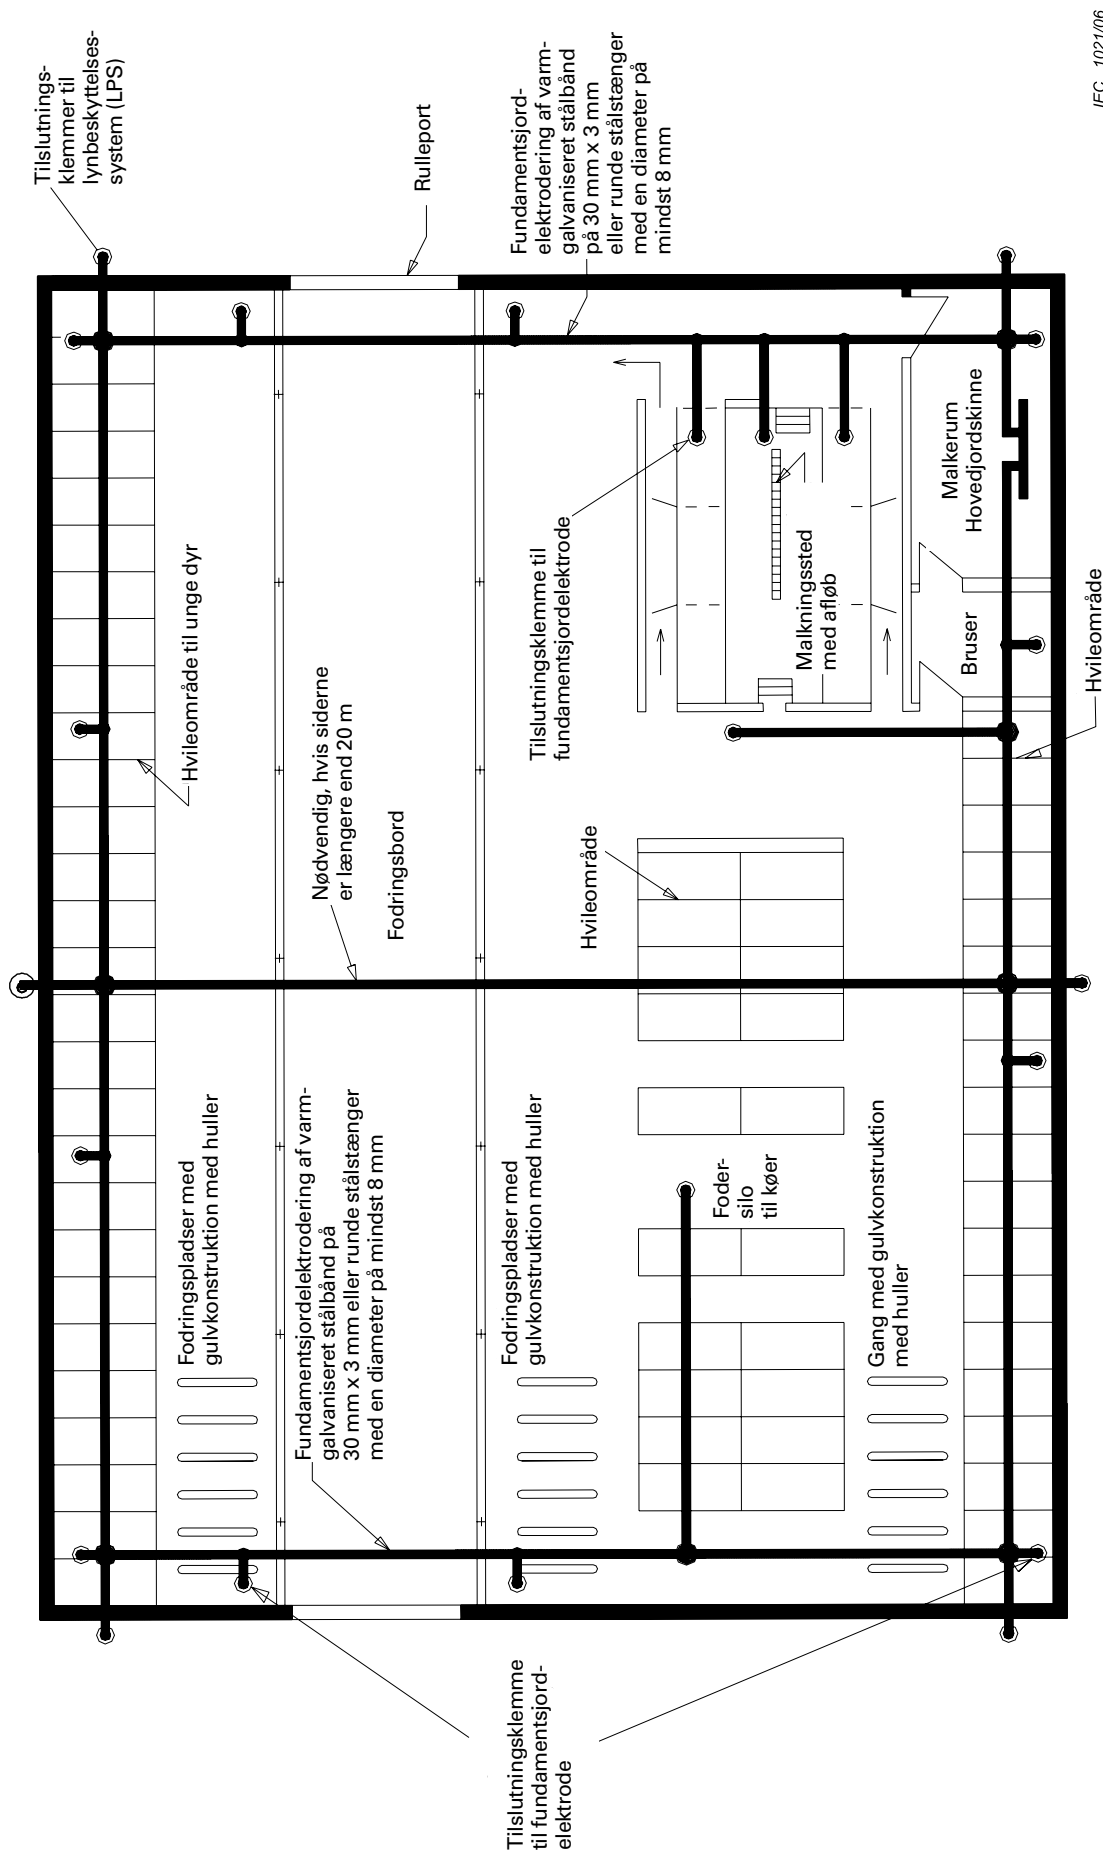 Tilslutnings-
klemmer til
lynbeskyttelses-
system (LPS)
Rulleport
Fundamentsjord-
elektrodering af varm-
galvaniseret stålbånd
på 30 mm x 3 mm
eller runde stålstænger
med en diameter på
mindst 8 mm
Hvileområde til unge dyr
Nødvendig, hvis siderne
er længere end 20 m
Fodringsbord
Tilslutningsklemme til
fundamentsjordelektrode
Malkningssted
med afløb
Malkerum
Hovedjordskinne
Bruser
Hvileområde
Hvileområde
Fodringspladser med
gulvkonstruktion med huller
Fundamentsjordelektrodering af varm-
galvaniseret stålbånd på
30 mm x 3 mm eller runde stålstænger
med en diameter på mindst 8 mm
Fodringspladser med
gulvkonstruktion med huller
Foder-
silo
til køer
Gang med gulvkonstruktion
med huller
Tilslutningsklemme
til fundamentsjord-
elektrode
IEC 1021/06